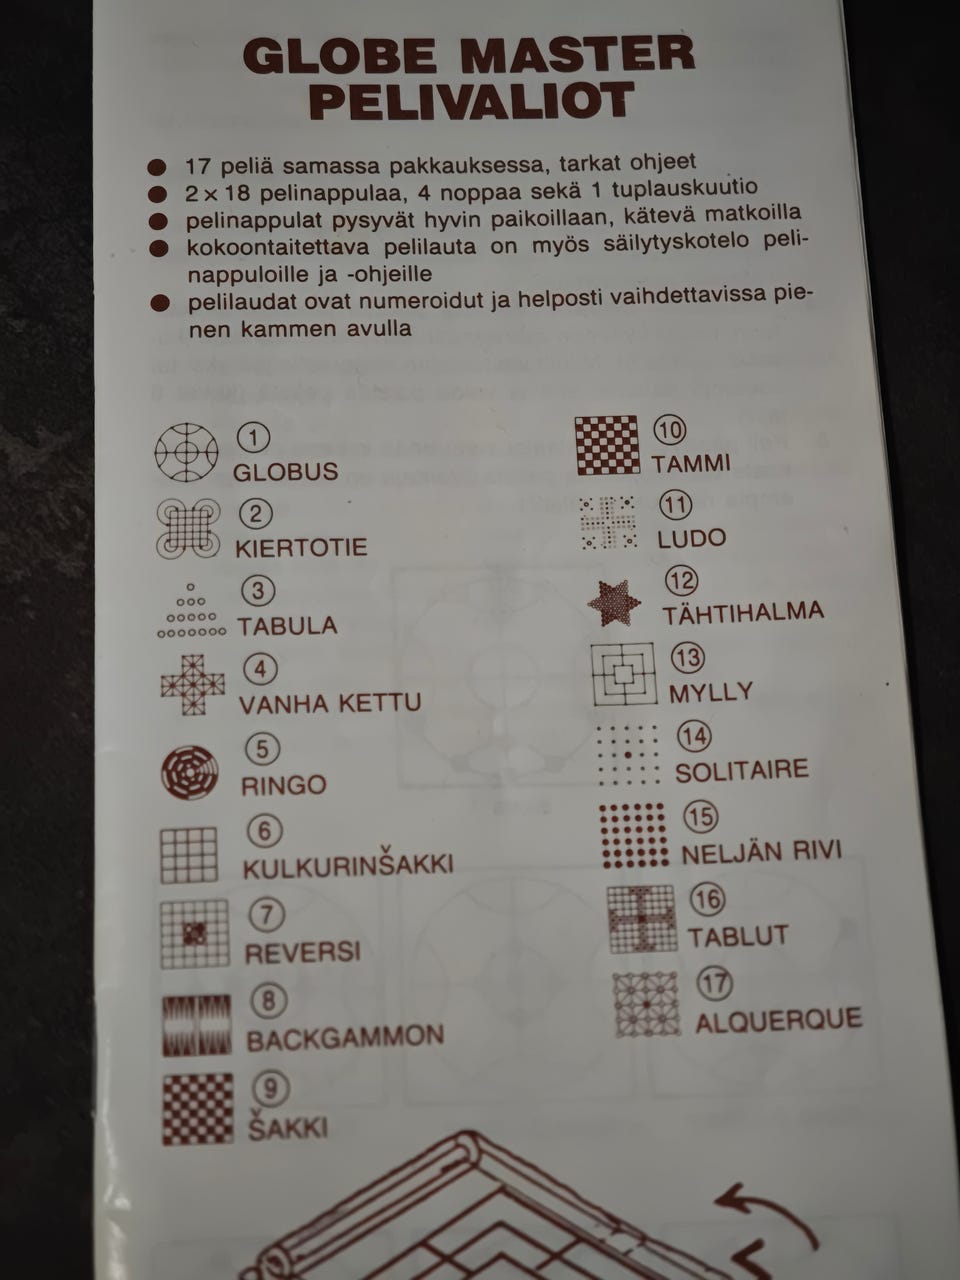 GLOBE MASTER
PELIVALIOT
● 17 peliä samassa pakkauksessa, tarkat ohjeet
● 2 x 18 pelinappulaa, 4 noppaa sekä 1 tuplauskuutio
● pelinappulat pysyvät hyvin paikoillaan, kätevä matkoilla
● kokoontaitettava pelilauta on myös säilytyskotelo peli-
nappuloille ja -ohjeille
● pelilaudat ovat numeroidut ja helposti vaihdettavissa pie-
nen kammen avulla
1
GLOBUS
2
KIERTOTIE
3
TABULA
4
VANHA KETTU
5
RINGO
6
KULKURINŠAKKI
7
REVERSI
8
BACKGAMMON
9
ŠAKKI
10
TAMMI
11
LUDO
12
TÄHTIHALMA
13
MYLLY
14
SOLITAIRE
15
NELJÄN RIVI
16
TABLUT
17
ALQUERQUE